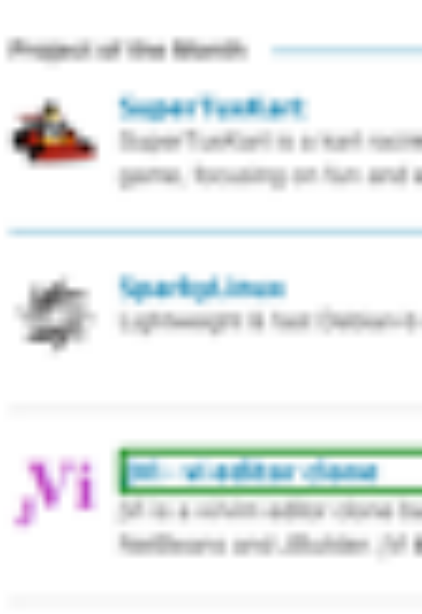 Project of the Month
SuperTuxKart
SuperTuxKart is a kart racing
game, focusing on fun and
SparkyLinux
Lightweight & fast Debian-b
jVi
jVi - vi editor clone
jVi is a vi/vim editor clone
NetBeans and JBuilder. jVi